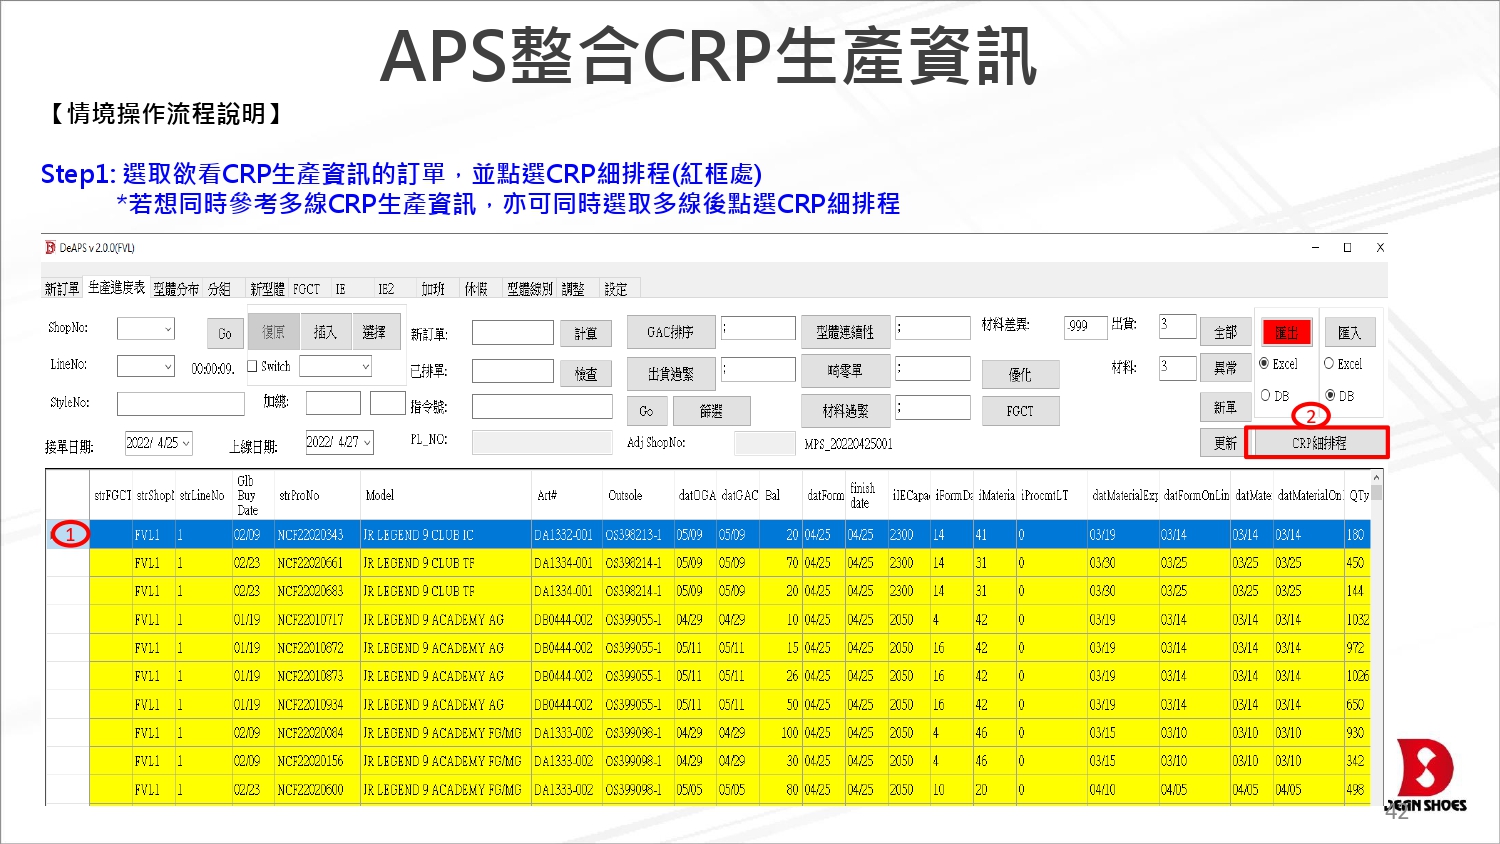 APS整合CRP生產資訊
【情境操作流程說明】
Step1: 選取欲看CRP生產資訊的訂單，並點選CRP細排程(紅框處)
*若想同時參考多線CRP生產資訊，亦可同時選取多線後點選CRP細排程
DeAPS v 2.0.0(FVL)
新訂單 生產進度表 型體分布 分組 新型體 FGCT IE IE2 加班 休假 型體線別 調整 設定
ShopNo: Go 復原 插入 選擇 新訂單: 計算 GAC排序 ; 型體連續性 ; 材料差異: .999 出貨: 3 全部 匯出 匯入
LineNo: 00:00:09. Switch 已排單: 檢查 出貨過緊 ; 畸零單 ; 優化 材料: 3 異常 Excel Excel
StyleNo: 加總: 指令號: Go 篩選 材料過緊 ; FGCT 新單 DB DB
2
接單日期: 2022/ 4/25 上線日期: 2022/ 4/27 PL_NO: Adj ShopNo: MPS_20220425001 更新 CRP細排程
strFGCT strShopN strLineNo Glb Buy Date strProNo Model Art# Outsole datOGA datGAC Bal datForm finish date iIECapac iFormDa iMateria iProcmtLT datMaterialExp datFormOnLin datMate datMaterialOn QTy
1 FVL1 1 02/09 NCF22020343 JR LEGEND 9 CLUB IC DA1332-001 OS398213-1 05/09 05/09 20 04/25 04/25 2300 14 41 0 03/19 03/14 03/14 03/14 180
FVL1 1 02/23 NCF22020661 JR LEGEND 9 CLUB TF DA1334-001 OS398214-1 05/09 05/09 70 04/25 04/25 2300 14 31 0 03/30 03/25 03/25 03/25 450
FVL1 1 02/23 NCF22020683 JR LEGEND 9 CLUB TF DA1334-001 OS398214-1 05/09 05/09 20 04/25 04/25 2300 14 31 0 03/30 03/25 03/25 03/25 144
FVL1 1 01/19 NCF22010717 JR LEGEND 9 ACADEMY AG DB0444-002 OS399055-1 04/29 04/29 10 04/25 04/25 2050 4 42 0 03/19 03/14 03/14 03/14 1032
FVL1 1 01/19 NCF22010872 JR LEGEND 9 ACADEMY AG DB0444-002 OS399055-1 05/11 05/11 15 04/25 04/25 2050 16 42 0 03/19 03/14 03/14 03/14 972
FVL1 1 01/19 NCF22010873 JR LEGEND 9 ACADEMY AG DB0444-002 OS399055-1 05/11 05/11 26 04/25 04/25 2050 16 42 0 03/19 03/14 03/14 03/14 1026
FVL1 1 01/19 NCF22010934 JR LEGEND 9 ACADEMY AG DB0444-002 OS399055-1 05/11 05/11 50 04/25 04/25 2050 16 42 0 03/19 03/14 03/14 03/14 650
FVL1 1 02/09 NCF22020084 JR LEGEND 9 ACADEMY FG/MG DA1333-002 OS399098-1 04/29 04/29 100 04/25 04/25 2050 4 46 0 03/15 03/10 03/10 03/10 930
FVL1 1 02/09 NCF22020156 JR LEGEND 9 ACADEMY FG/MG DA1333-002 OS399098-1 04/29 04/29 30 04/25 04/25 2050 4 46 0 03/15 03/10 03/10 03/10 342
FVL1 1 02/23 NCF22020600 JR LEGEND 9 ACADEMY FG/MG DA1333-002 OS399098-1 05/05 05/05 80 04/25 04/25 2050 10 20 0 04/10 04/05 04/05 04/05 498
DEAN SHOES
42